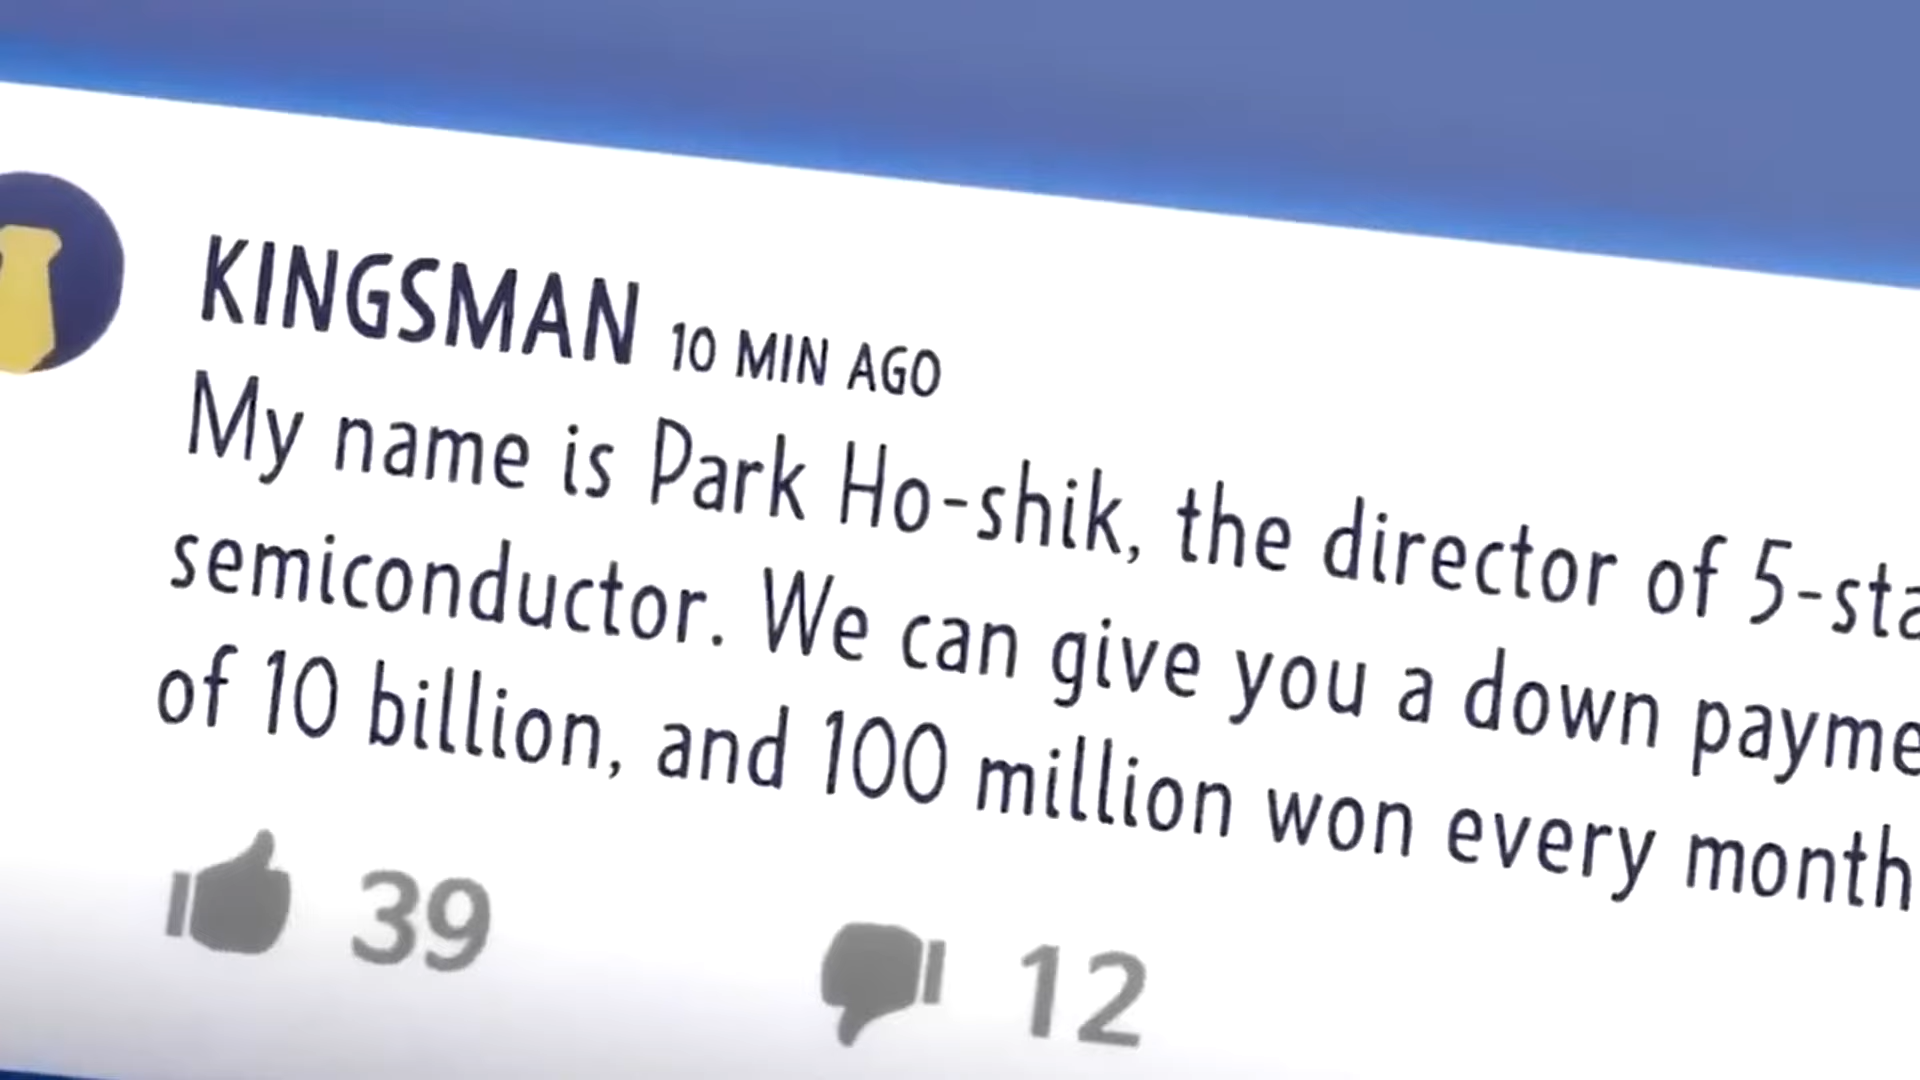 KINGSMAN 10 MIN AGO
My name is Park Ho-shik, the director of 5-sta
semiconductor. We can give you a down payme
of 10 billion, and 100 million won every month
39 12